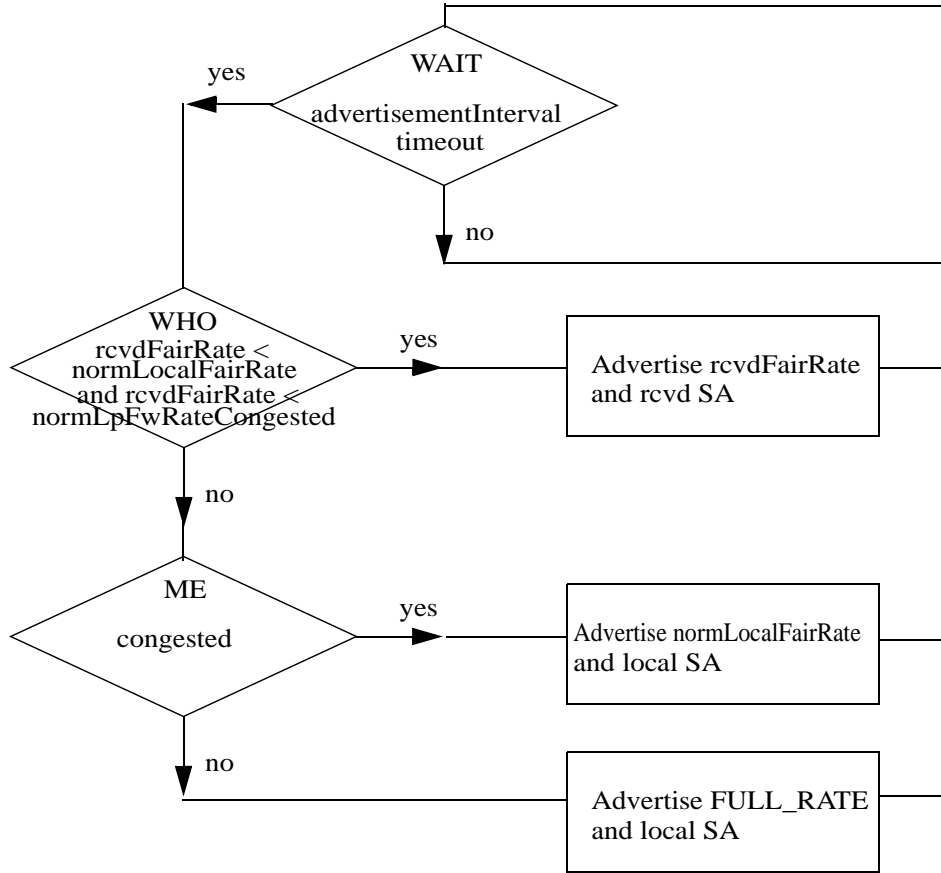 WAIT
yes
advertisementInterval
timeout
no
WHO
rcvdFairRate <
normLocalFairRate
and rcvdFairRate <
normLpFwRateCongested
yes
Advertise rcvdFairRate
and rcvd SA
no
ME
congested
yes
Advertise normLocalFairRate
and local SA
no
Advertise FULL_RATE
and local SA